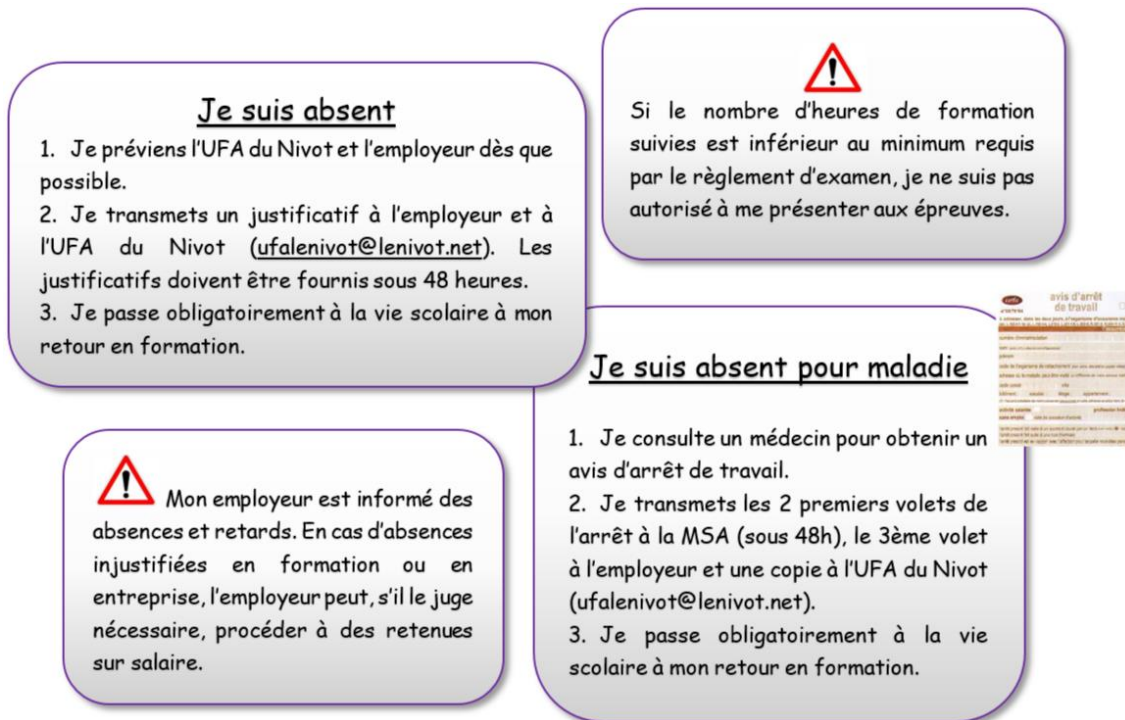 Je suis absent
1. Je préviens l'UFA du Nivot et l'employeur dès que
possible.
2. Je transmets un justificatif à l'employeur et à
l'UFA du Nivot (ufalenivot@lenivot.net). Les
justificatifs doivent être fournis sous 48 heures.
3. Je passe obligatoirement à la vie scolaire à mon
retour en formation.
Si le nombre d'heures de formation
suivies est inférieur au minimum requis
par le règlement d'examen, je ne suis pas
autorisé à me présenter aux épreuves.
avis d'arrêt
de travail
Je suis absent pour maladie
1. Je consulte un médecin pour obtenir un
avis d'arrêt de travail.
2. Je transmets les 2 premiers volets de
l'arrêt à la MSA (sous 48h), le 3ème volet
à l'employeur et une copie à l'UFA du Nivot
(ufalenivot@lenivot.net).
3. Je passe obligatoirement à la vie
scolaire à mon retour en formation.
Mon employeur est informé des
absences et retards. En cas d'absences
injustifiées en formation ou en
entreprise, l'employeur peut, s'il le juge
nécessaire, procéder à des retenues
sur salaire.